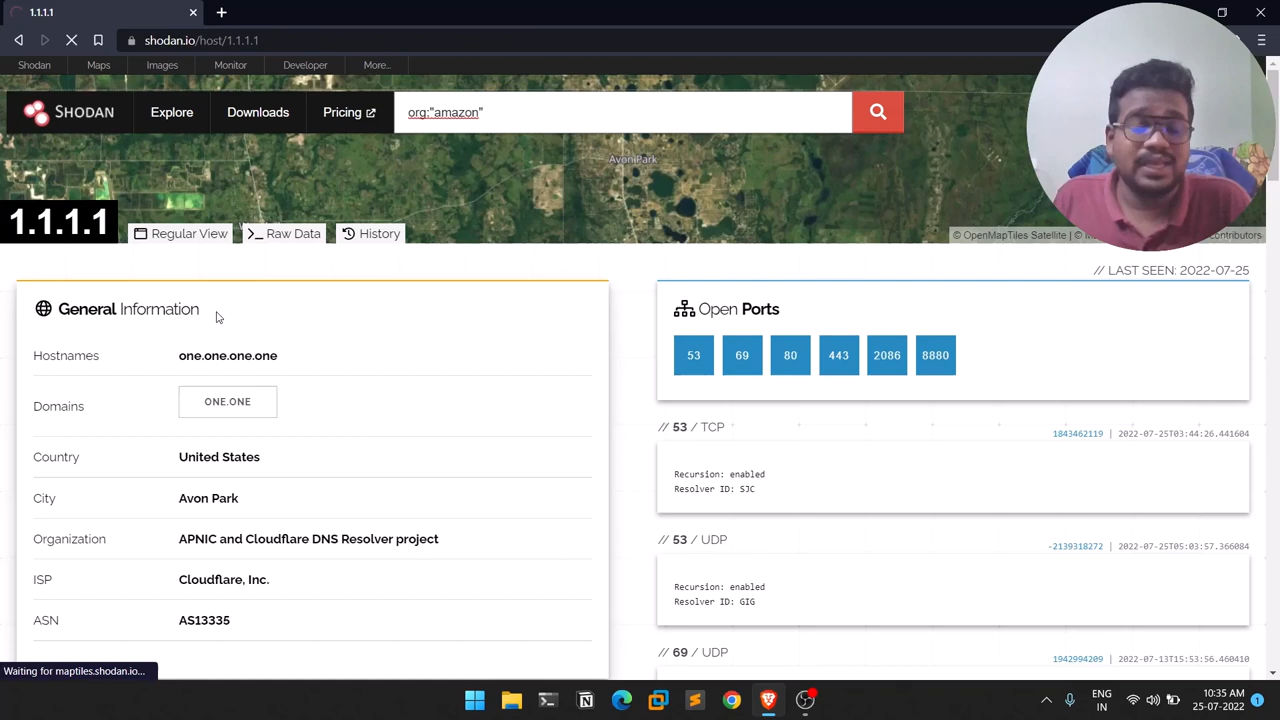 1.1.1.1
shodan.io/host/1.1.1.1
Shodan Maps Images Monitor Developer More...
SHODAN Explore Downloads Pricing org:"amazon"
Avon Park
1.1.1.1 Regular View >_ Raw Data History
© OpenMapTiles Satellite | © contributors
// LAST SEEN: 2022-07-25
General Information
Hostnames one.one.one.one
Domains ONE.ONE
Country United States
City Avon Park
Organization APNIC and Cloudflare DNS Resolver project
ISP Cloudflare, Inc.
ASN AS13335
Open Ports
53 69 80 443 2086 8880
// 53 / TCP
1843462119 | 2022-07-25T03:44:26.441604
Recursion: enabled
Resolver ID: SJC
// 53 / UDP
-2139318272 | 2022-07-25T05:03:57.366084
Recursion: enabled
Resolver ID: GIG
// 69 / UDP
1942994209 | 2022-07-13T15:53:56.460410
Waiting for maptiles.shodan.io...
ENG
IN
10:35 AM
25-07-2022
1